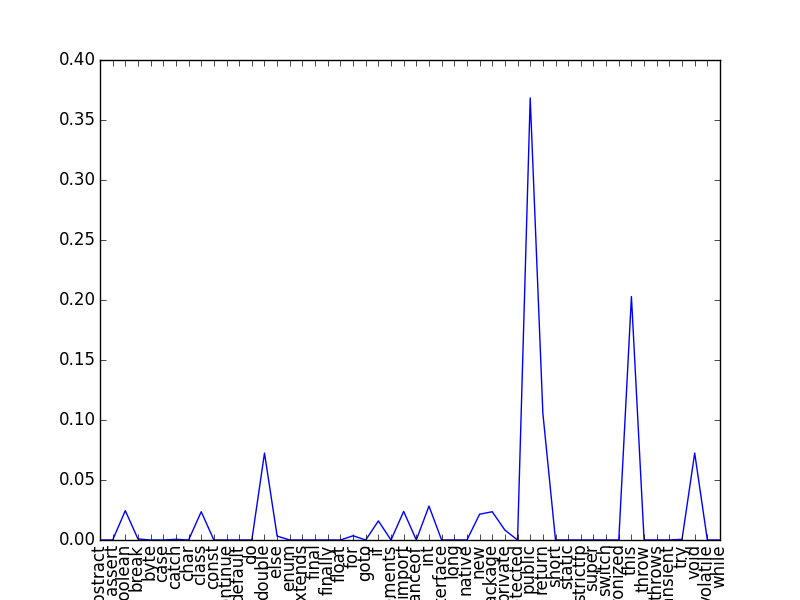 0.40
0.35
0.30
0.25
0.20
0.15
0.10
0.05
0.00
bstract
assert
oolean
break
byte
case
catch
char
class
const
ntinue
default
do
double
else
enum
xtends
final
finally
float
for
goto
if
ments
import
anceof
int
terface
long
native
new
ackage
private
tected
public
return
short
static
strictfp
super
switch
onized
this
throw
throws
ansient
try
void
volatile
while